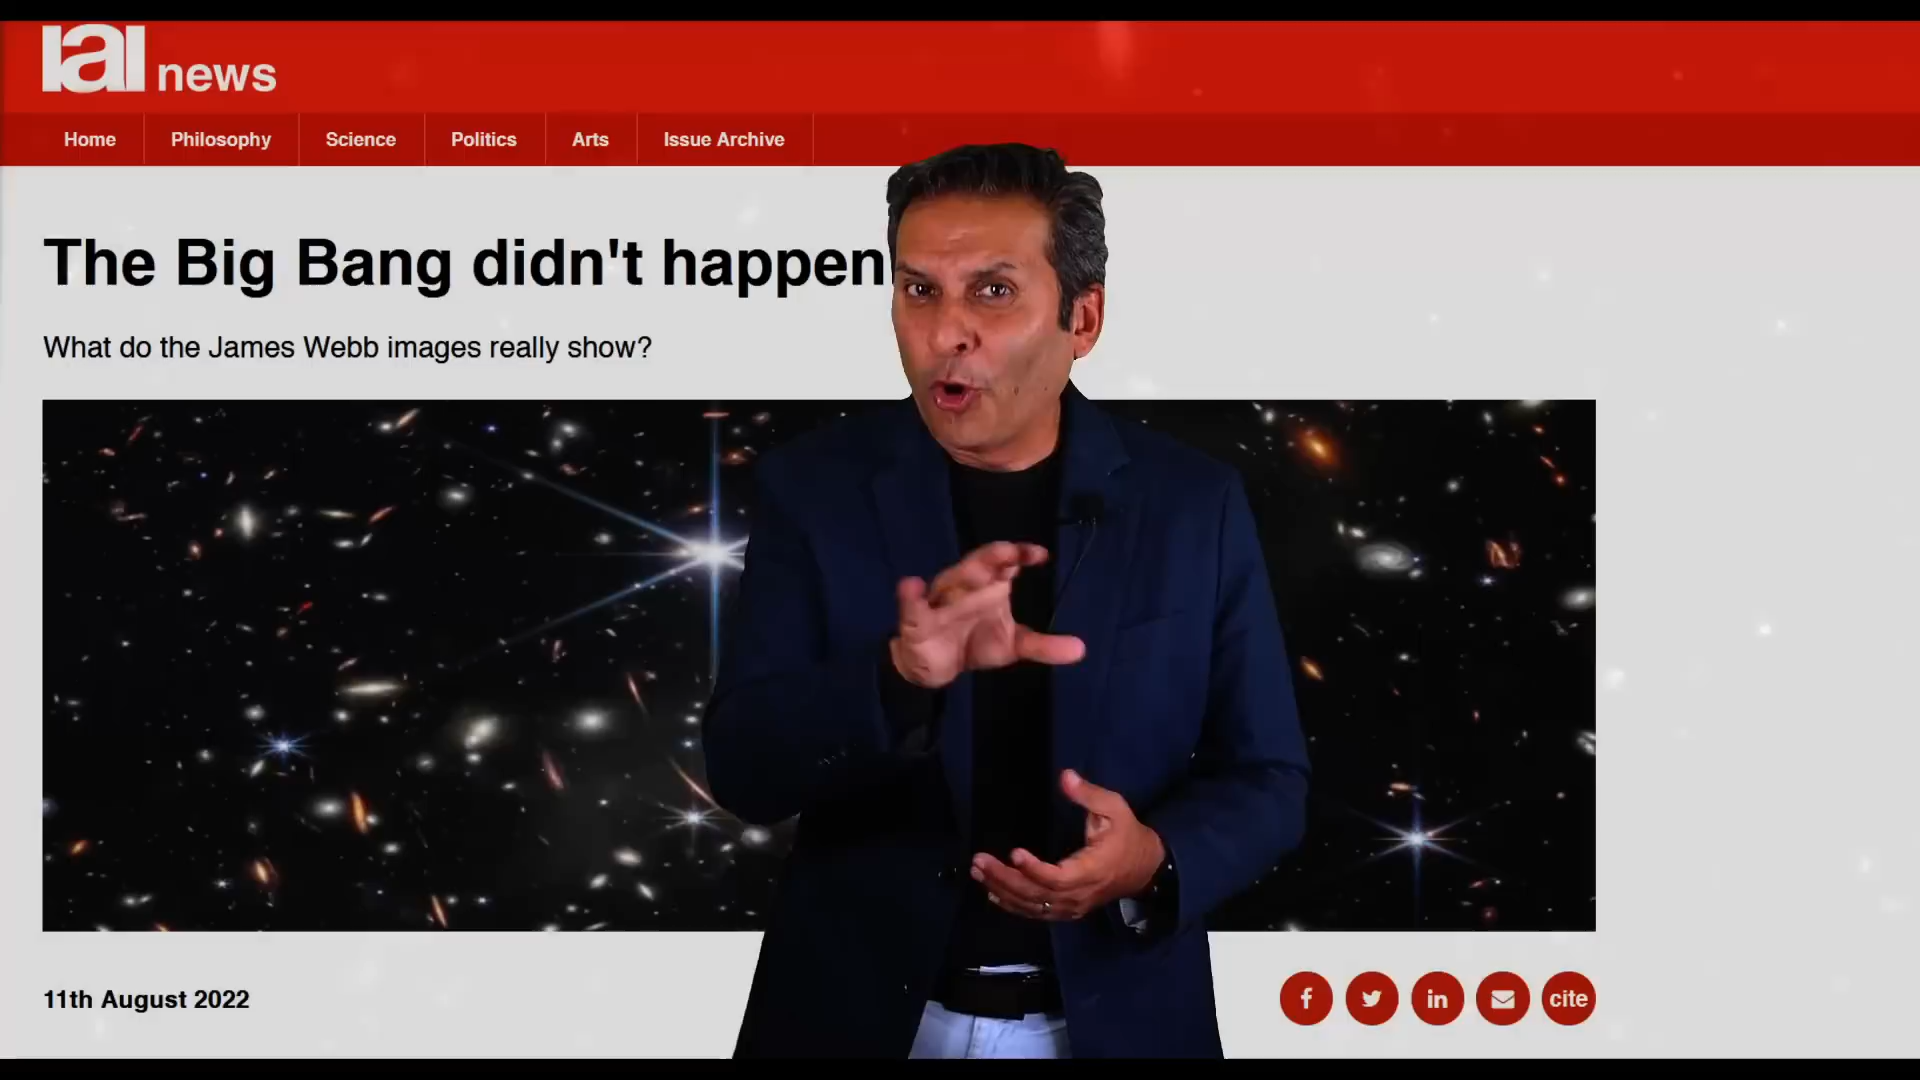 IAI news
Home Philosophy Science Politics Arts Issue Archive
The Big Bang didn't happen
What do the James Webb images really show?
11th August 2022
f in cite